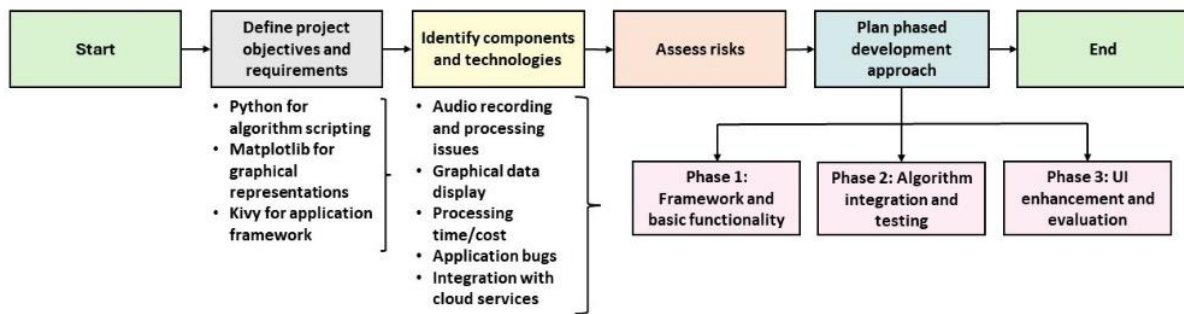 Start
Define project
objectives and
requirements
Identify components
and technologies
Assess risks
Plan phased
development
approach
End
• Python for
algorithm scripting
• Matplotlib for
graphical
representations
• Kivy for application
framework
• Audio recording
and processing
issues
• Graphical data
display
• Processing
time/cost
• Application bugs
• Integration with
cloud services
Phase 1:
Framework and
basic functionality
Phase 2: Algorithm
integration and
testing
Phase 3: UI
enhancement and
evaluation